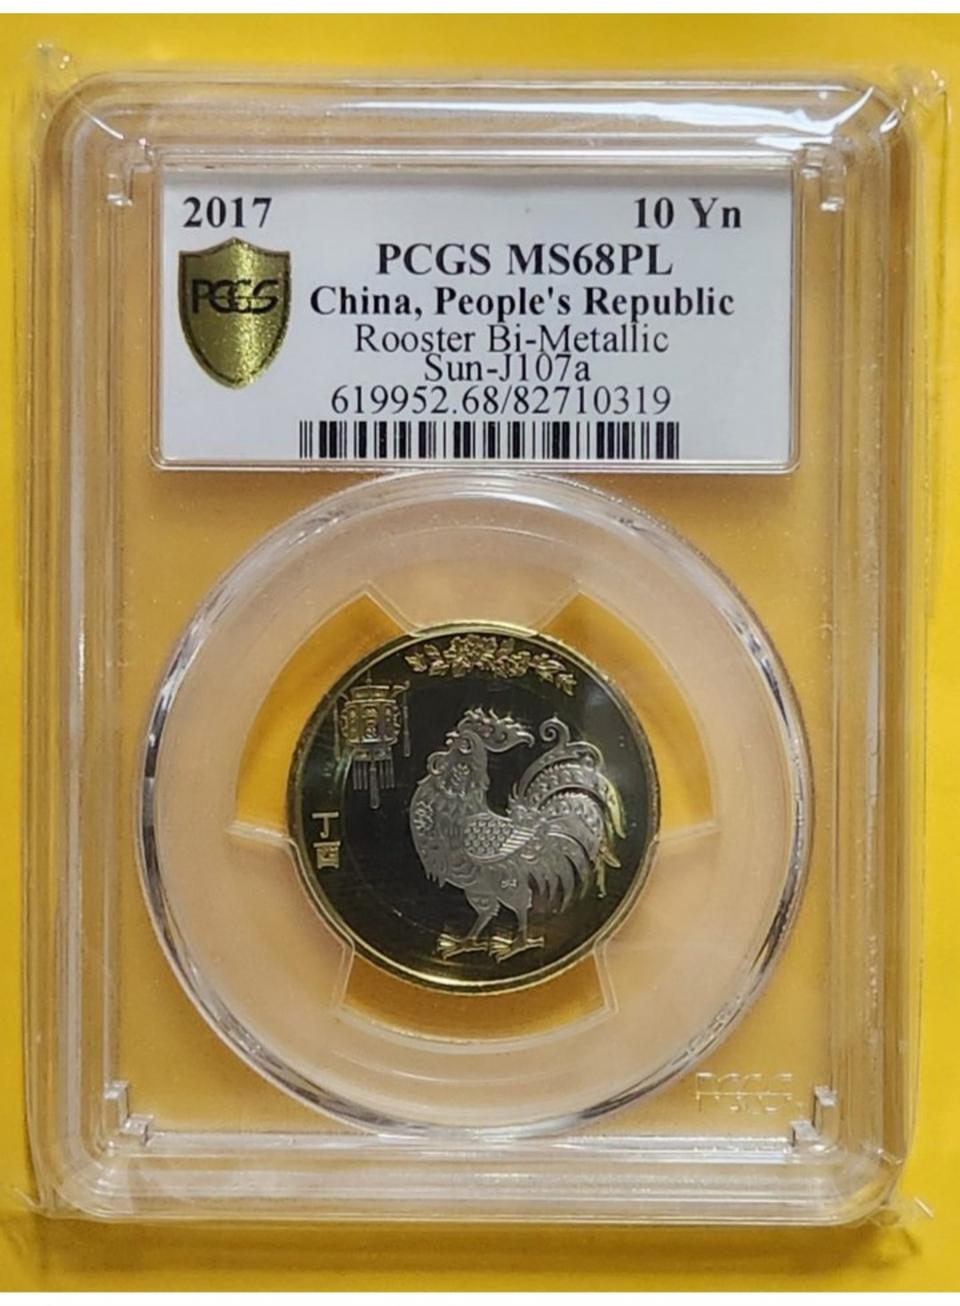 2017 10 Yn
PCGS MS68PL
PCGS
China, People's Republic
Rooster Bi-Metallic
Sun-J107a
619952.68/82710319
丁酉
PCGS